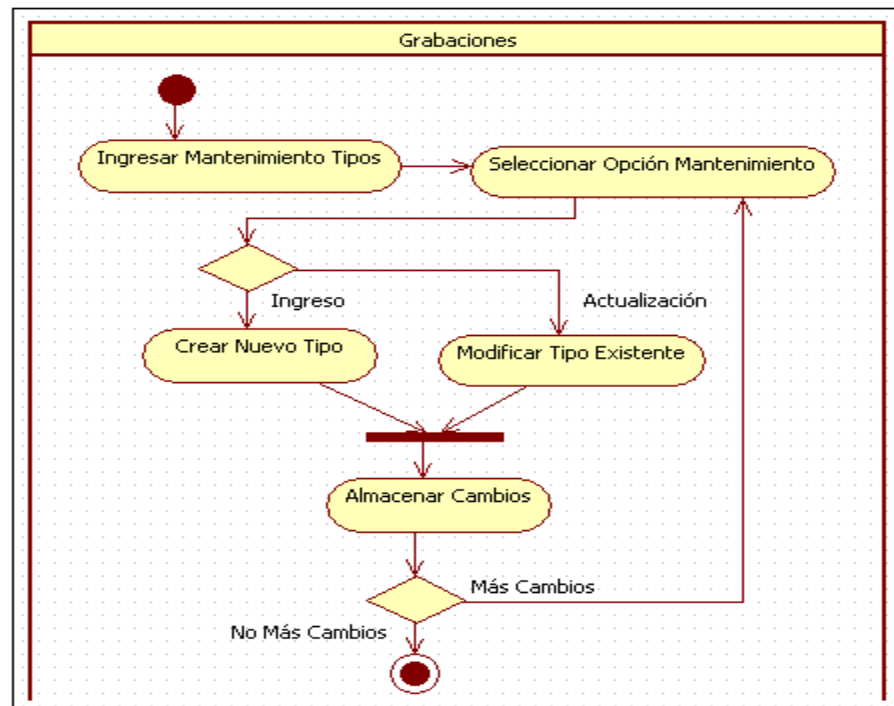 Grabaciones
Ingresar Mantenimiento Tipos
Seleccionar Opción Mantenimiento
Ingreso
Actualización
Crear Nuevo Tipo
Modificar Tipo Existente
Almacenar Cambios
Más Cambios
No Más Cambios